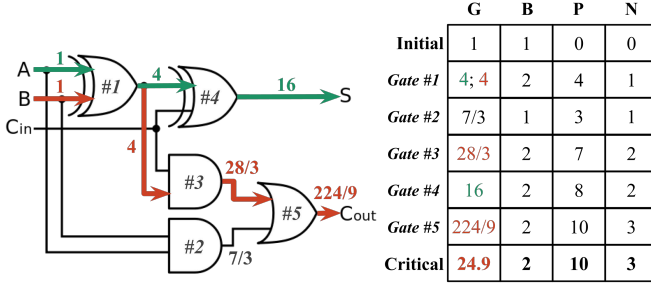 A 1 #1 4 #4 16 S
B 1
Cin
4 #3 28/3 #5 224/9 Cout
#2 7/3
G B P N
Initial 1 1 0 0
Gate #1 4; 4 2 4 1
Gate #2 7/3 1 3 1
Gate #3 28/3 2 7 2
Gate #4 16 2 8 2
Gate #5 224/9 2 10 3
Critical 24.9 2 10 3